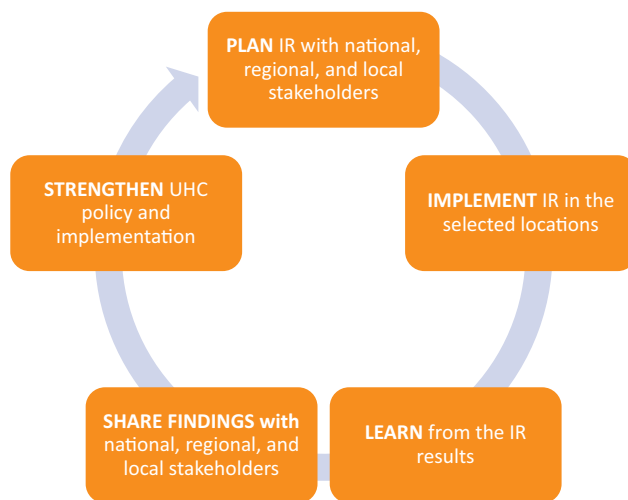 PLAN IR with national,
regional, and local
stakeholders
IMPLEMENT IR in the
selected locations
LEARN from the IR
results
SHARE FINDINGS with
national, regional, and
local stakeholders
STRENGTHEN UHC
policy and
implementation